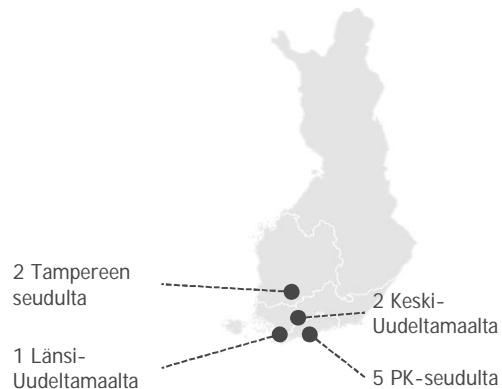 2 Tampereen
seudulta
2 Keski-
Uudeltamaalta
1 Länsi-
Uudeltamaalta
5 PK-seudulta